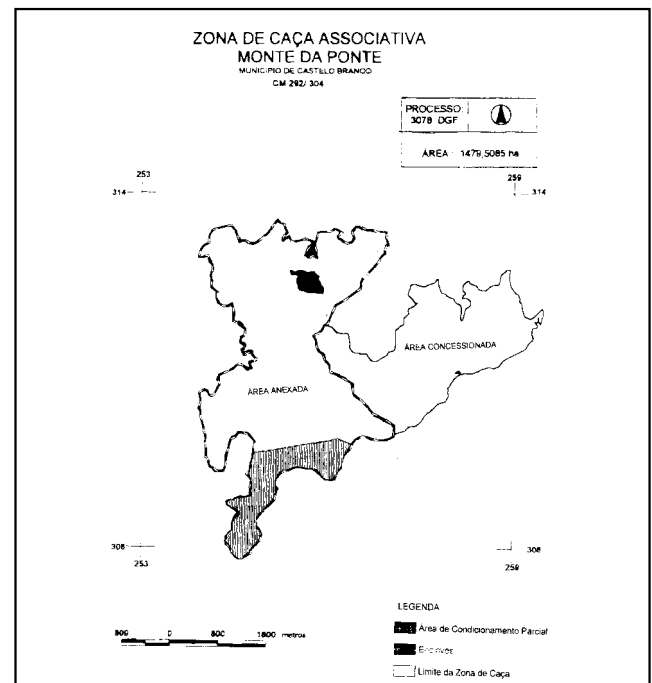 ZONA DE CAÇA ASSOCIATIVA
MONTE DA PONTE
MUNICIPIO DE CASTELO BRANCO
CM 292/ 304
PROCESSO:
3078 DGF
ÁREA : 1479,5085 ha
253
259
314
314
ÁREA CONCESSIONADA
ÁREA ANEXADA
308
308
253
259
LEGENDA
800 0 800 1600 metros
Área de Condicionamento Parcial
Enclaves
Limite da Zona de Caça